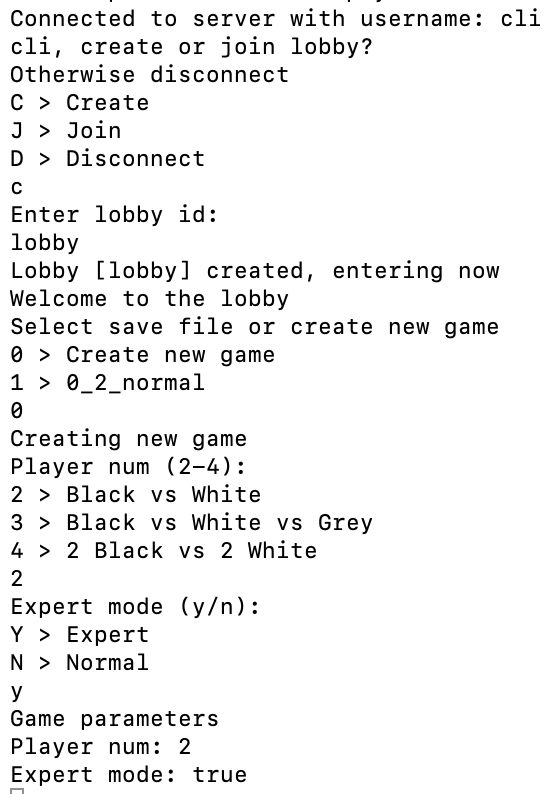 Connected to server with username: cli
cli, create or join lobby?
Otherwise disconnect
C > Create
J > Join
D > Disconnect
c
Enter lobby id:
lobby
Lobby [lobby] created, entering now
Welcome to the lobby
Select save file or create new game
0 > Create new game
1 > 0_2_normal
0
Creating new game
Player num (2-4):
2 > Black vs White
3 > Black vs White vs Grey
4 > 2 Black vs 2 White
2
Expert mode (y/n):
Y > Expert
N > Normal
y
Game parameters
Player num: 2
Expert mode: true